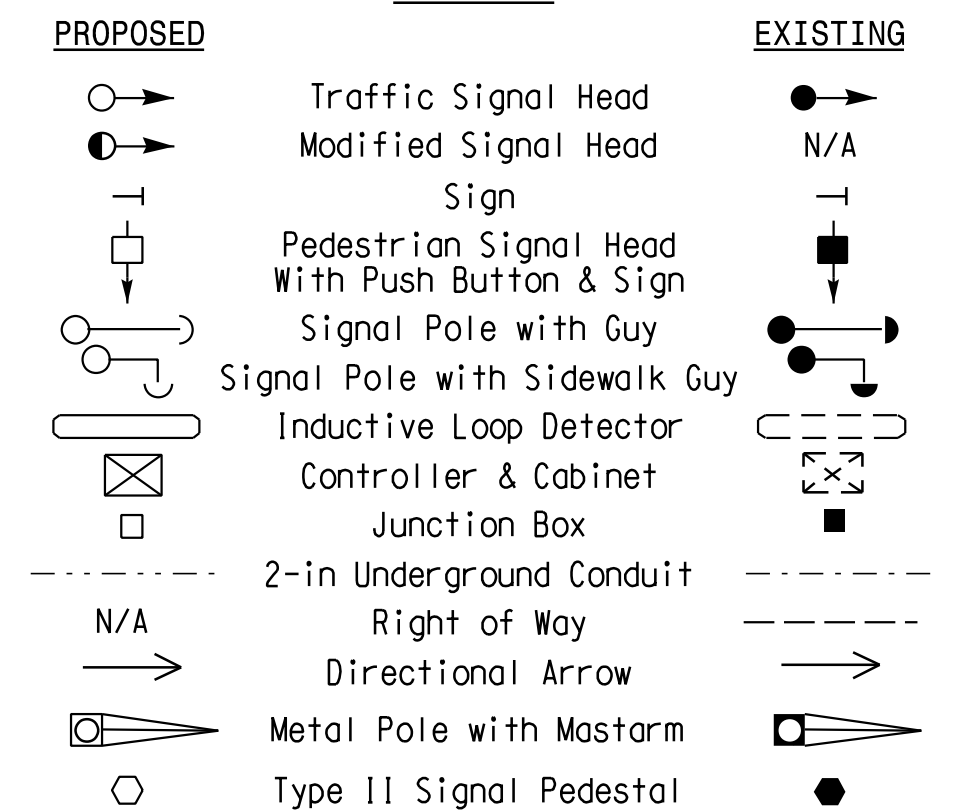 PROPOSED EXISTING
Traffic Signal Head
Modified Signal Head N/A
Sign
Pedestrian Signal Head
With Push Button & Sign
Signal Pole with Guy
Signal Pole with Sidewalk Guy
Inductive Loop Detector
Controller & Cabinet
Junction Box
2-in Underground Conduit
N/A Right of Way
Directional Arrow
Metal Pole with Mastarm
Type II Signal Pedestal